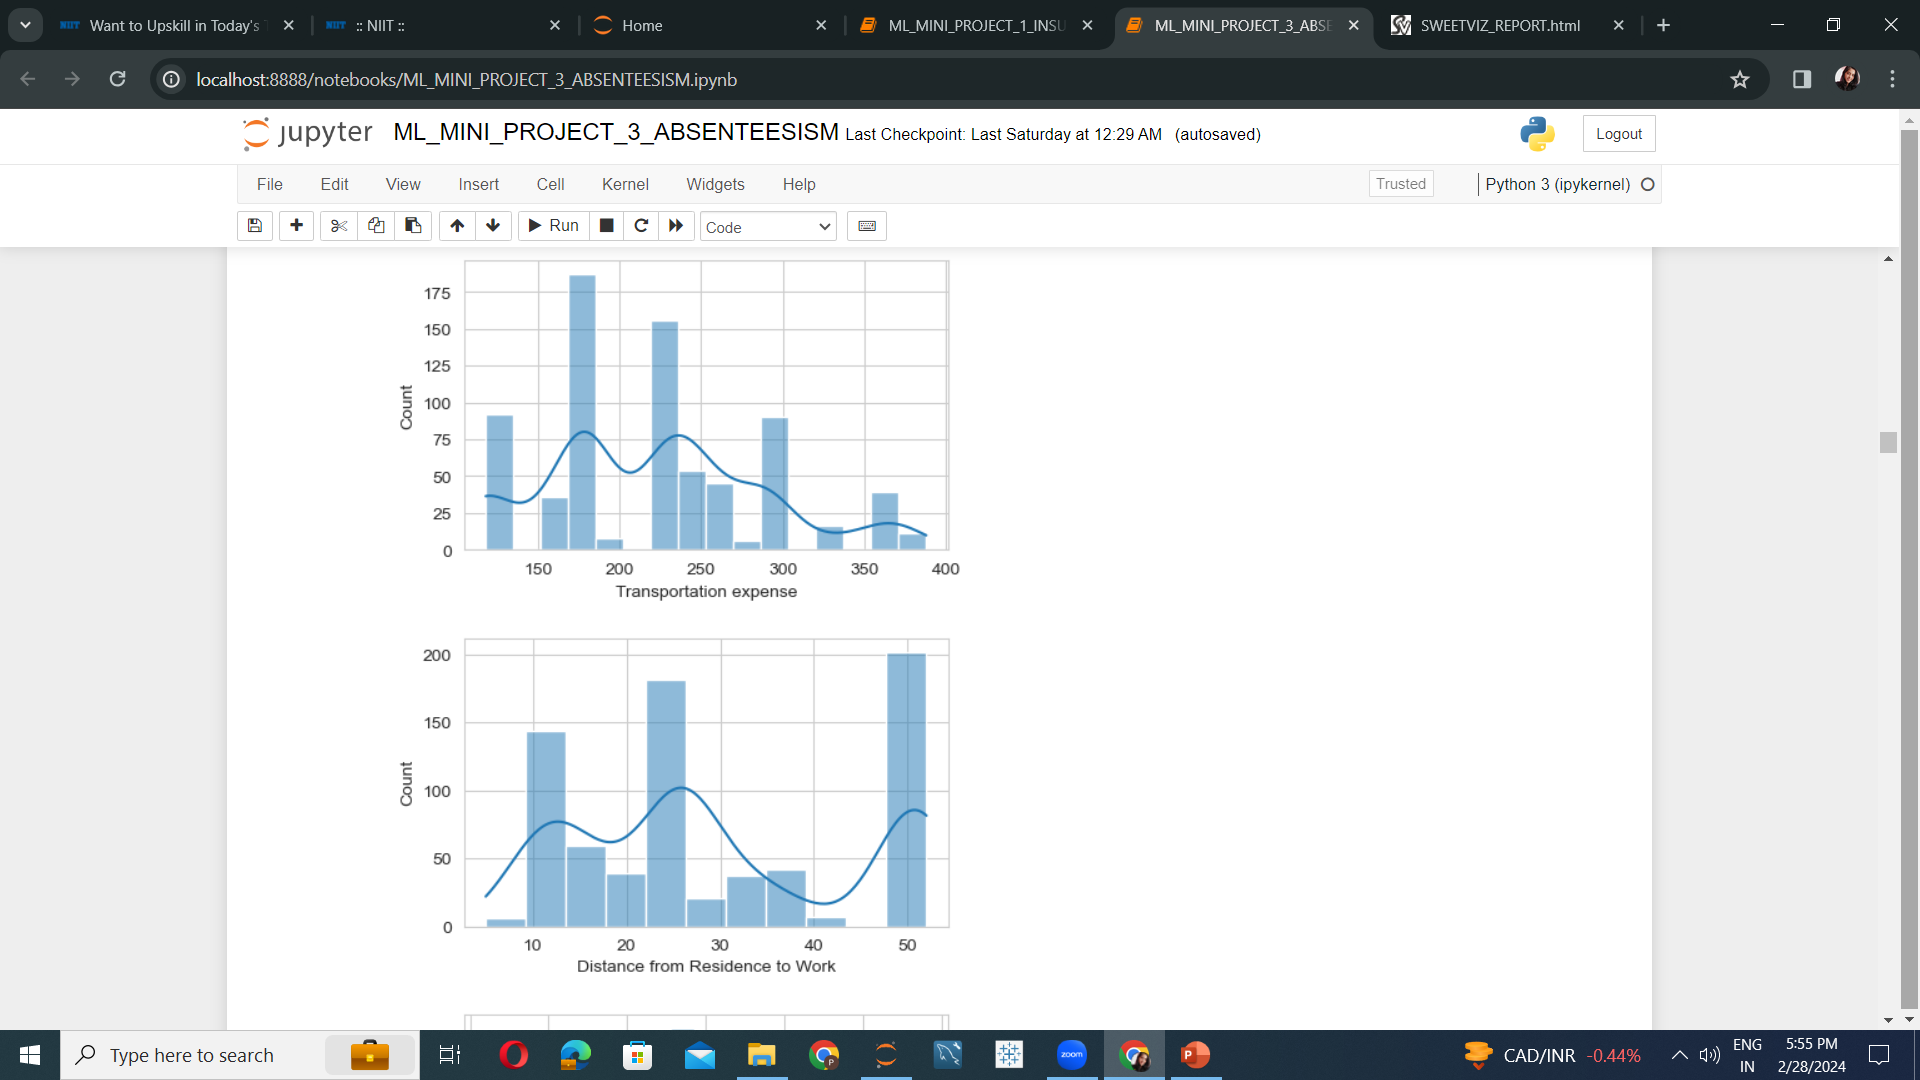 Want to Upskill in Today's
:: NIIT ::
Home
ML_MINI_PROJECT_1_INSU
ML_MINI_PROJECT_3_ABSE
SWEETVIZ_REPORT.html
localhost:8888/notebooks/ML_MINI_PROJECT_3_ABSENTEESISM.ipynb
jupyter ML_MINI_PROJECT_3_ABSENTEESISM Last Checkpoint: Last Saturday at 12:29 AM (autosaved)
Logout
File Edit View Insert Cell Kernel Widgets Help
Trusted
Python 3 (ipykernel)
Run
Code
175
150
125
100
75
50
25
0
Count
150 200 250 300 350 400
Transportation expense
200
150
100
50
0
Count
10 20 30 40 50
Distance from Residence to Work
Type here to search
zoom
CAD/INR -0.44%
ENG
IN
5:55 PM
2/28/2024